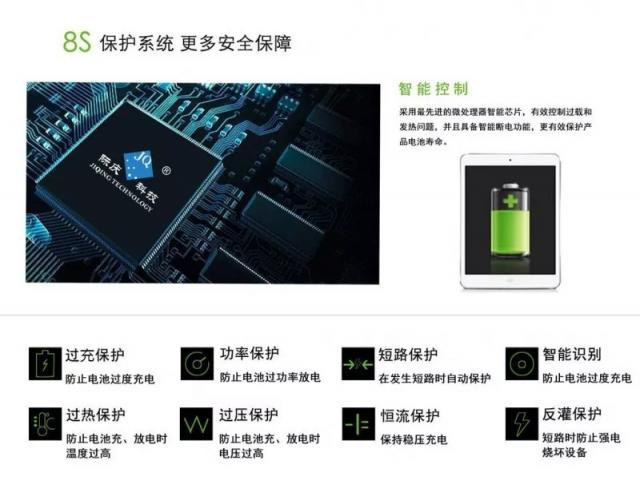 8S 保护系统 更多安全保障
智能控制
采用最先进的微处理器智能芯片，有效控制过载和
发热问题，并且具备智能断电功能，更有效保护产
品电池寿命。
JQ
®
际庆 科技
JIQING TECHNOLOGY
过充保护
防止电池过度充电
功率保护
防止电池过功率放电
短路保护
在发生短路时自动保护
智能识别
防止电池过度充电
过热保护
防止电池充、放电时
温度过高
过压保护
防止电池充、放电时
电压过高
恒流保护
保持稳压充电
反灌保护
短路时防止强电
烧坏设备